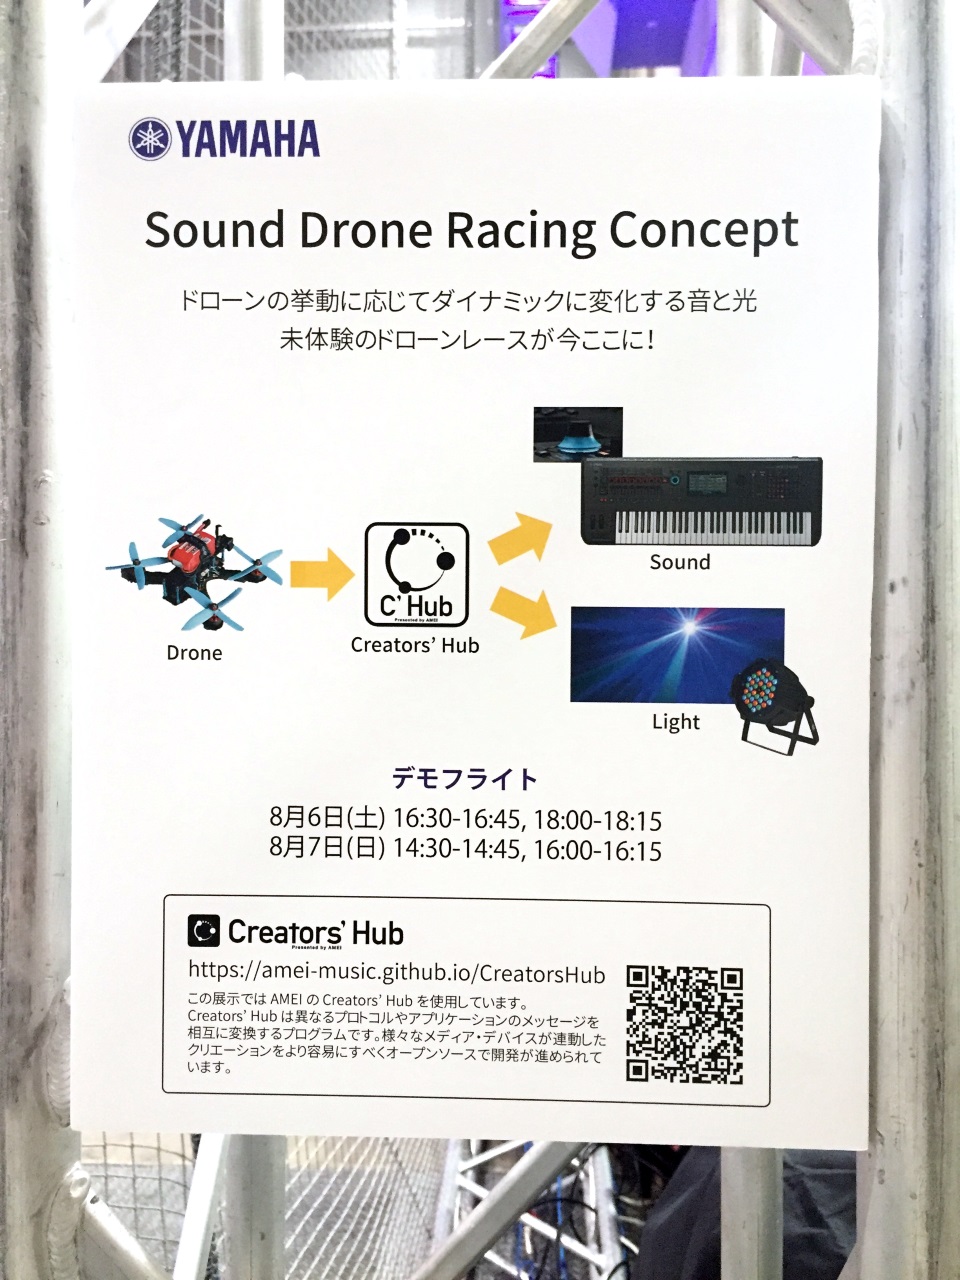 YAMAHA
Sound Drone Racing Concept
ドローンの挙動に応じてダイナミックに変化する音と光
未体験のドローンレースが今ここに!
C' Hub
Presented by AMEI
Drone
Creators' Hub
Sound
Light
デモフライト
8月6日(土) 16:30-16:45, 18:00-18:15
8月7日(日) 14:30-14:45, 16:00-16:15
Creators' Hub
Presented by AMEI
https://amei-music.github.io/CreatorsHub
この展示では AMEI の Creators' Hub を使用しています。
Creators' Hub は異なるプロトコルやアプリケーションのメッセージを
相互に変換するプログラムです。様々なメディア・デバイスが連動した
クリエーションをより容易にすべくオープンソースで開発が進められて
います。